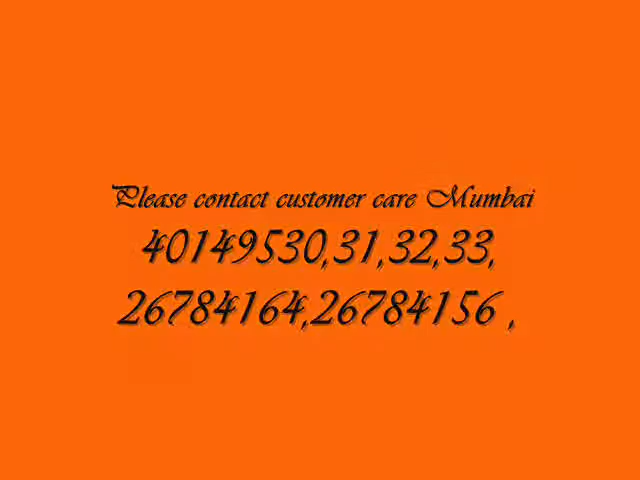 Please contact customer care Mumbai
40149530,31,32,33,
26784164,26784156 ,